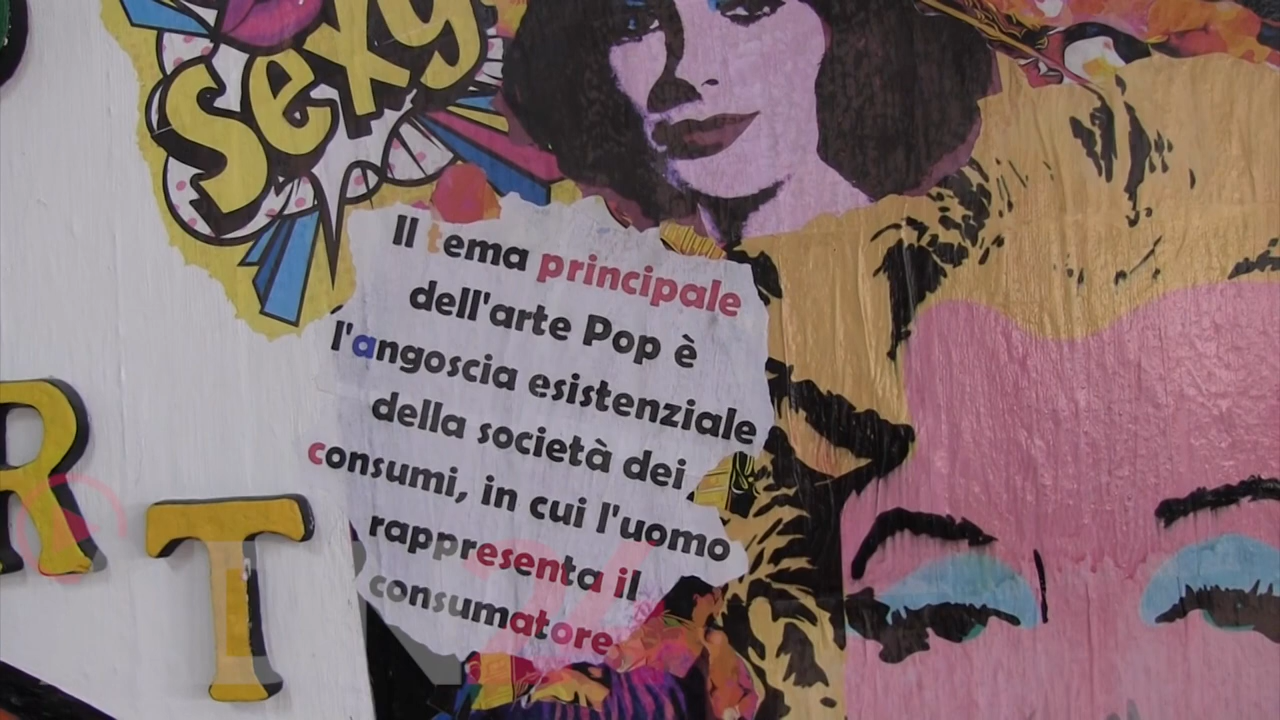 Sexy
Il tema principale
dell'arte Pop è
l'angoscia esistenziale
della società dei
consumi, in cui l'uomo
rappresenta il
consumatore
RT